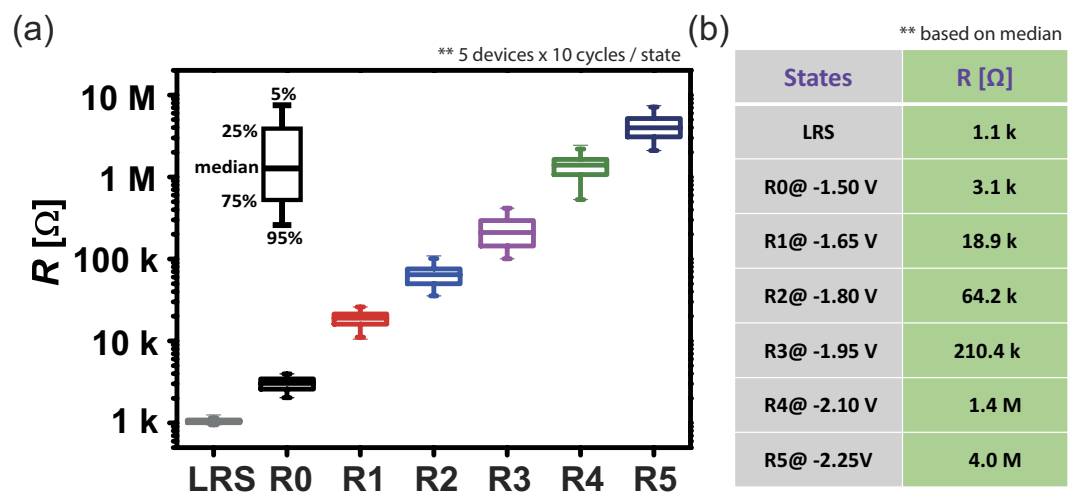 (a)
** 5 devices x 10 cycles / state
R [Ω]
10 M
1 M
100 k
10 k
1 k
5%
25%
median
75%
95%
LRS R0 R1 R2 R3 R4 R5
(b)
** based on median
States R [Ω]
LRS 1.1 k
R0@ -1.50 V 3.1 k
R1@ -1.65 V 18.9 k
R2@ -1.80 V 64.2 k
R3@ -1.95 V 210.4 k
R4@ -2.10 V 1.4 M
R5@ -2.25V 4.0 M